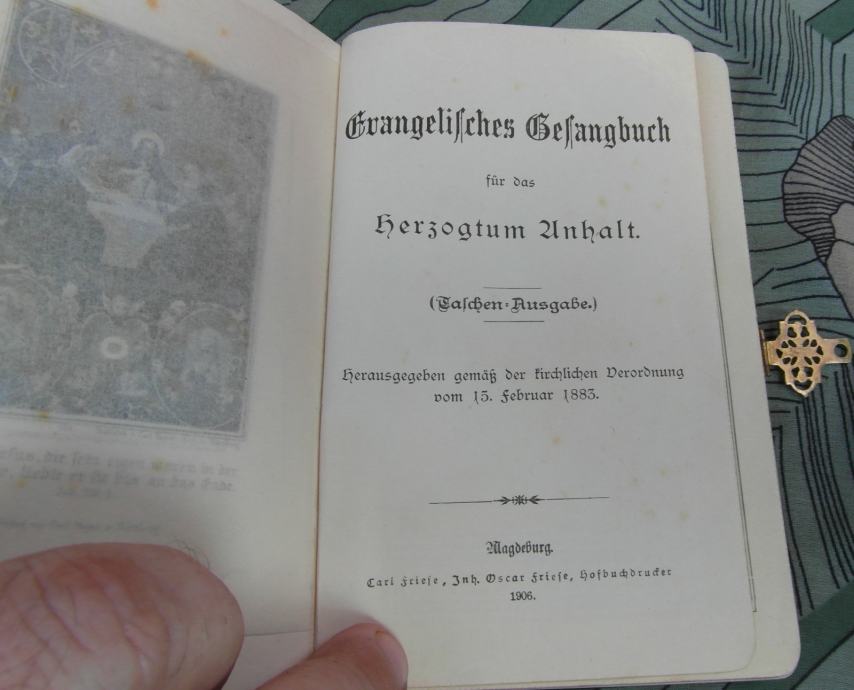 Evangelisches Gesangbuch
für das
Herzogtum Anhalt.
(Taschen-Ausgabe.)
Herausgegeben gemäß der kirchlichen Verordnung
vom 15. Februar 1883.
Magdeburg.
Carl Friese, Inh. Oscar Friese, Hofbuchdrucker
1906.